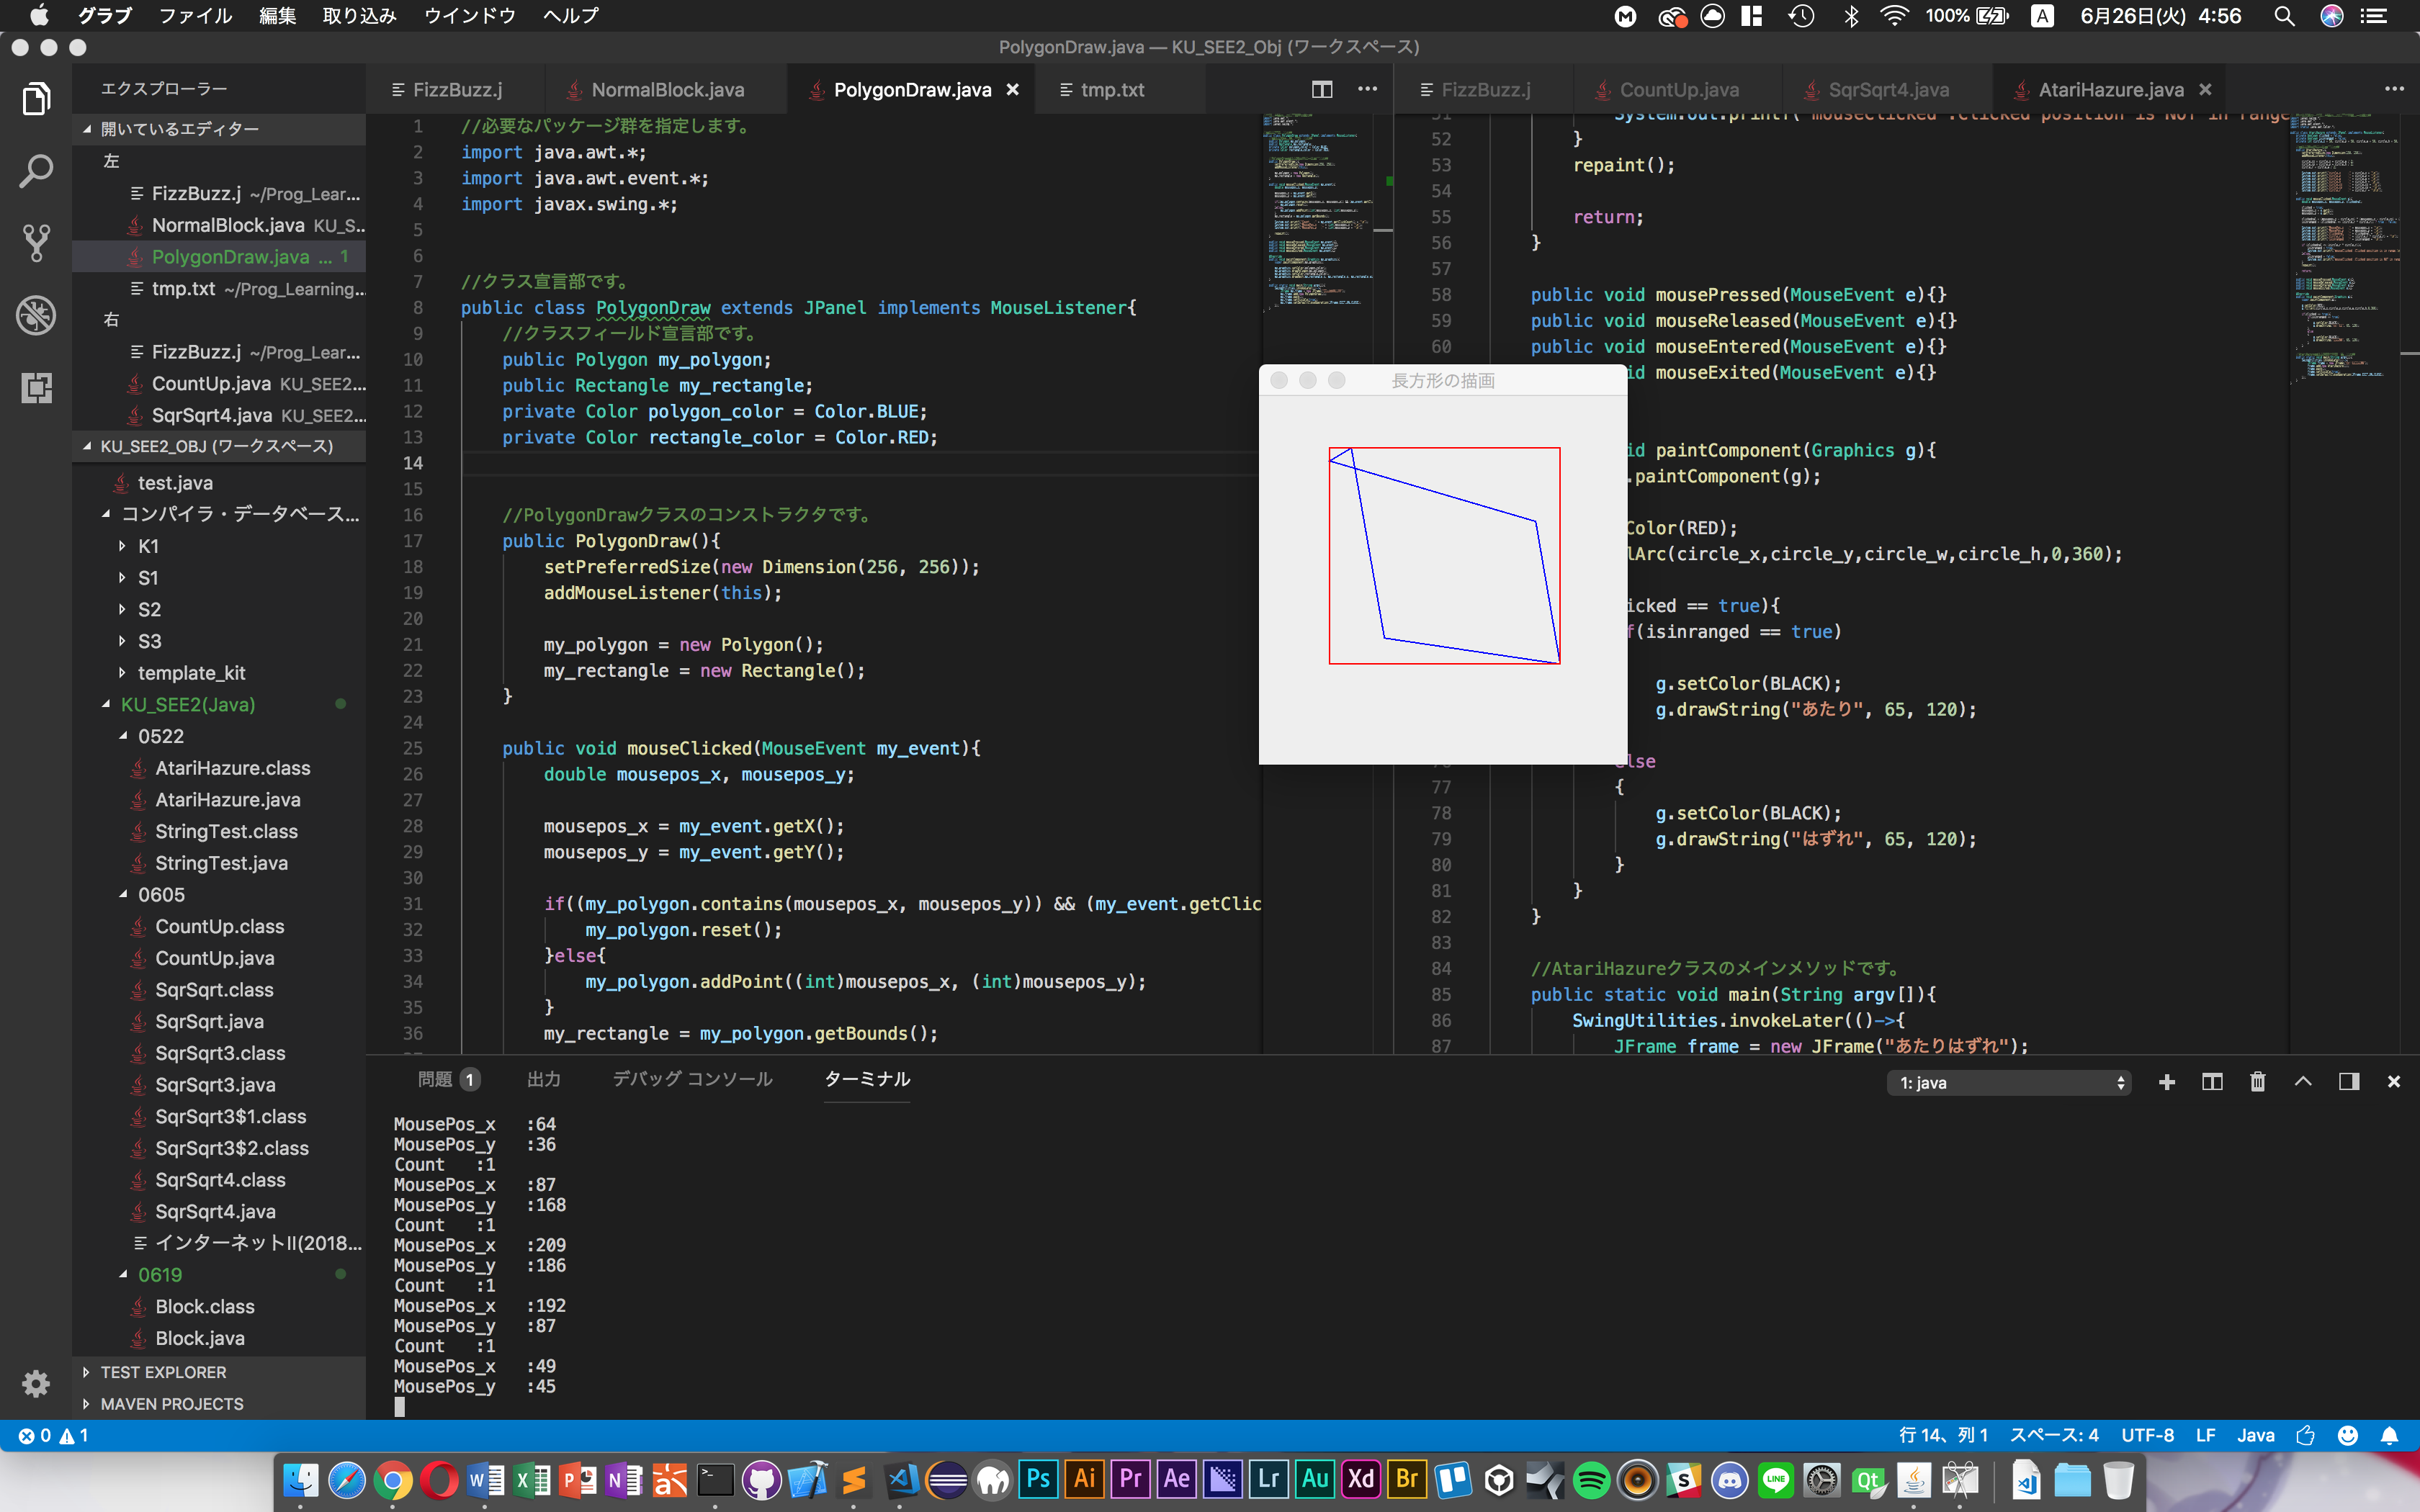 グラブ ファイル 編集 取り込み ウインドウ ヘルプ
100% A 6月26日(火) 4:56
PolygonDraw.java — KU_SEE2_Obj (ワークスペース)
エクスプローラー
開いているエディター
左
FizzBuzz.j ~/Prog_Lear...
NormalBlock.java KU_S...
PolygonDraw.java ... 1
tmp.txt ~/Prog_Learning...
右
FizzBuzz.j ~/Prog_Lear...
CountUp.java KU_SEE2...
SqrSqrt4.java KU_SEE2...
KU_SEE2_OBJ (ワークスペース)
test.java
コンパイラ・データベース...
K1
S1
S2
S3
template_kit
KU_SEE2(Java)
0522
AtariHazure.class
AtariHazure.java
StringTest.class
StringTest.java
0605
CountUp.class
CountUp.java
SqrSqrt.class
SqrSqrt.java
SqrSqrt3.class
SqrSqrt3.java
SqrSqrt3$1.class
SqrSqrt3$2.class
SqrSqrt4.class
SqrSqrt4.java
インターネットII(2018...
0619
Block.class
Block.java
TEST EXPLORER
MAVEN PROJECTS
FizzBuzz.j NormalBlock.java PolygonDraw.java tmp.txt
1 //必要なパッケージ群を指定します。
2 import java.awt.*;
3 import java.awt.event.*;
4 import javax.swing.*;
5
6
7 //クラス宣言部です。
8 public class PolygonDraw extends JPanel implements MouseListener{
9 //クラスフィールド宣言部です。
10 public Polygon my_polygon;
11 public Rectangle my_rectangle;
12 private Color polygon_color = Color.BLUE;
13 private Color rectangle_color = Color.RED;
14
15
16 //PolygonDrawクラスのコンストラクタです。
17 public PolygonDraw(){
18 setPreferredSize(new Dimension(256, 256));
19 addMouseListener(this);
20
21 my_polygon = new Polygon();
22 my_rectangle = new Rectangle();
23 }
24
25 public void mouseClicked(MouseEvent my_event){
26 double mousepos_x, mousepos_y;
27
28 mousepos_x = my_event.getX();
29 mousepos_y = my_event.getY();
30
31 if((my_polygon.contains(mousepos_x, mousepos_y)) && (my_event.getClic
32 my_polygon.reset();
33 }else{
34 my_polygon.addPoint((int)mousepos_x, (int)mousepos_y);
35 }
36 my_rectangle = my_polygon.getBounds();
長方形の描画
FizzBuzz.j CountUp.java SqrSqrt4.java AtariHazure.java
51 System.out.printf("mouseClicked :Clicked position is NOT in range
52 }
53 repaint();
54
55 return;
56 }
57
58 public void mousePressed(MouseEvent e){}
59 public void mouseReleased(MouseEvent e){}
60 public void mouseEntered(MouseEvent e){}
id mouseExited(MouseEvent e){}
id paintComponent(Graphics g){
.paintComponent(g);
Color(RED);
lArc(circle_x,circle_y,circle_w,circle_h,0,360);
icked == true){
f(isinranged == true)
g.setColor(BLACK);
g.drawString("あたり", 65, 120);
else
77 {
78 g.setColor(BLACK);
79 g.drawString("はずれ", 65, 120);
80 }
81 }
82 }
83
84 //AtariHazureクラスのメインメソッドです。
85 public static void main(String argv[]){
86 SwingUtilities.invokeLater(()->{
87 JFrame frame = new JFrame("あたりはずれ");
問題 1 出力 デバッグ コンソール ターミナル
1: java
MousePos_x :64
MousePos_y :36
Count :1
MousePos_x :87
MousePos_y :168
Count :1
MousePos_x :209
MousePos_y :186
Count :1
MousePos_x :192
MousePos_y :87
Count :1
MousePos_x :49
MousePos_y :45
0 1
行 14、列 1 スペース: 4 UTF-8 LF Java
Ps Ai Pr Ae Lr Au Xd Br LINE Qt